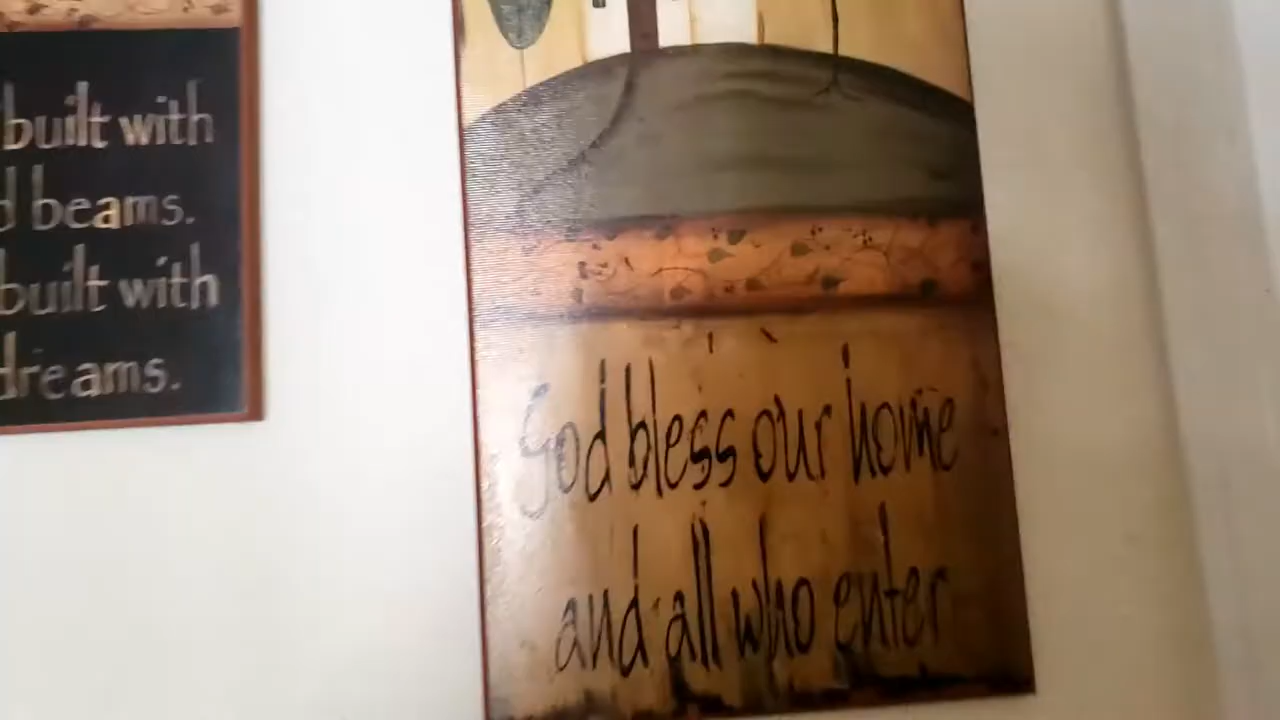 built with
d beams.
built with
dreams.
God bless our home
and all who enter